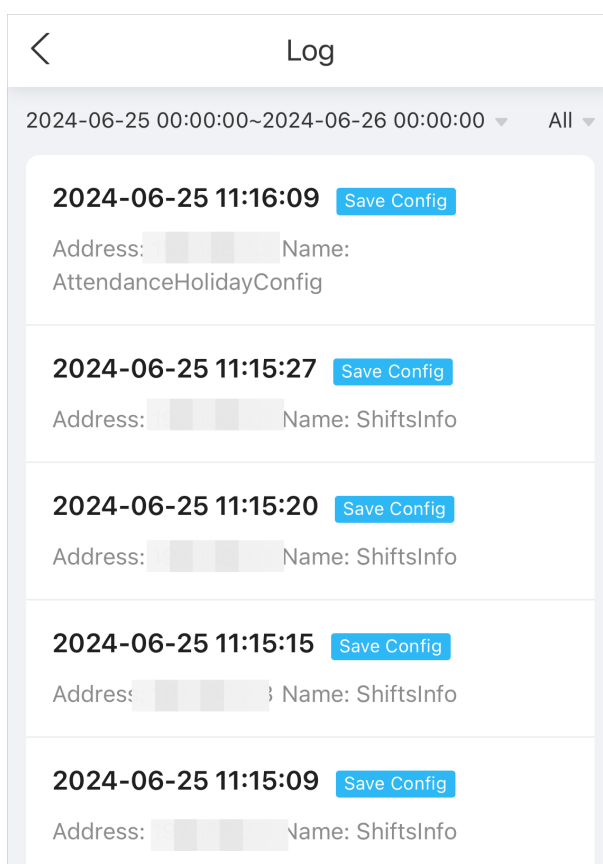 Log
2024-06-25 00:00:00~2024-06-26 00:00:00 All
2024-06-25 11:16:09 Save Config
Address: Name:
AttendanceHolidayConfig
2024-06-25 11:15:27 Save Config
Address: Name: ShiftsInfo
2024-06-25 11:15:20 Save Config
Address: Name: ShiftsInfo
2024-06-25 11:15:15 Save Config
Address Name: ShiftsInfo
2024-06-25 11:15:09 Save Config
Address: Name: ShiftsInfo